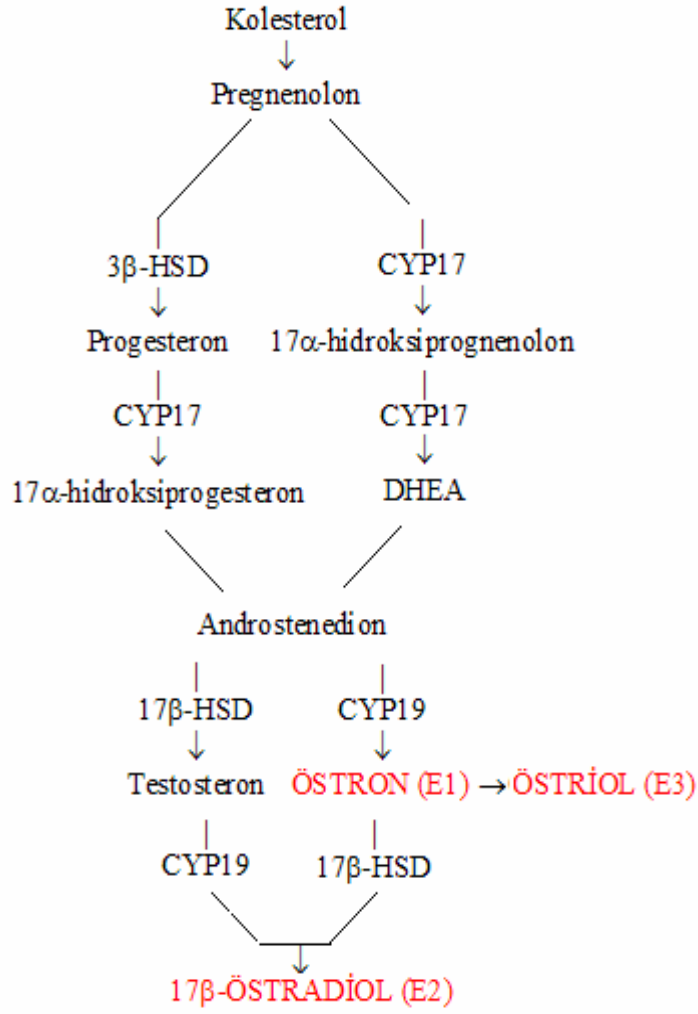 Kolesterol
Pregnenolon
3β-HSD CYP17
Progesteron 17α-hidroksiprognenolon
CYP17 CYP17
17α-hidroksiprogesteron DHEA
Androstenedion
17β-HSD CYP19
Testosteron ÖSTRON (E1) → ÖSTRİOL (E3)
CYP19 17β-HSD
17β-ÖSTRADİOL (E2)